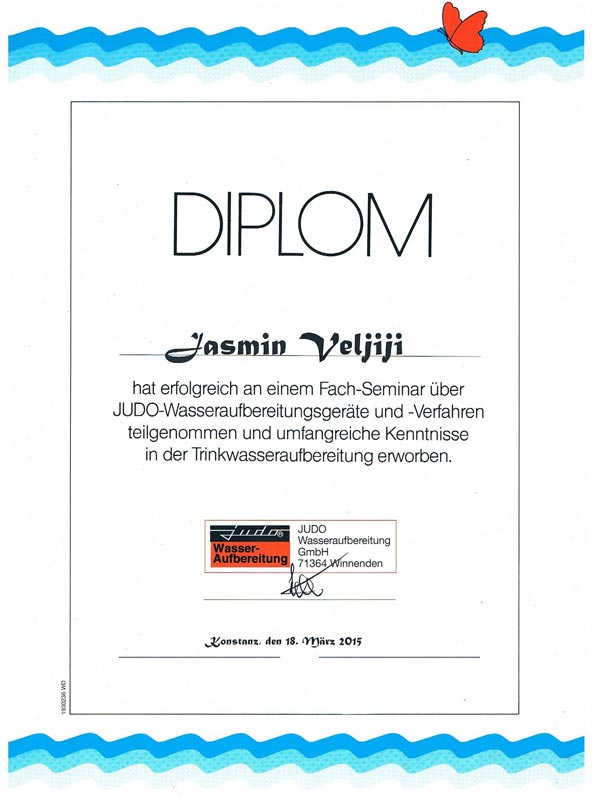 DIPLOM
Jasmin Veljiji
hat erfolgreich an einem Fach-Seminar über
JUDO-Wasseraufbereitungsgeräte und -Verfahren
teilgenommen und umfangreiche Kenntnisse
in der Trinkwasseraufbereitung erworben.
JUDO®
Wasser-
Aufbereitung
JUDO
Wasseraufbereitung
GmbH
71364 Winnenden
Konstanz, den 18. März 2015
1930236 WD